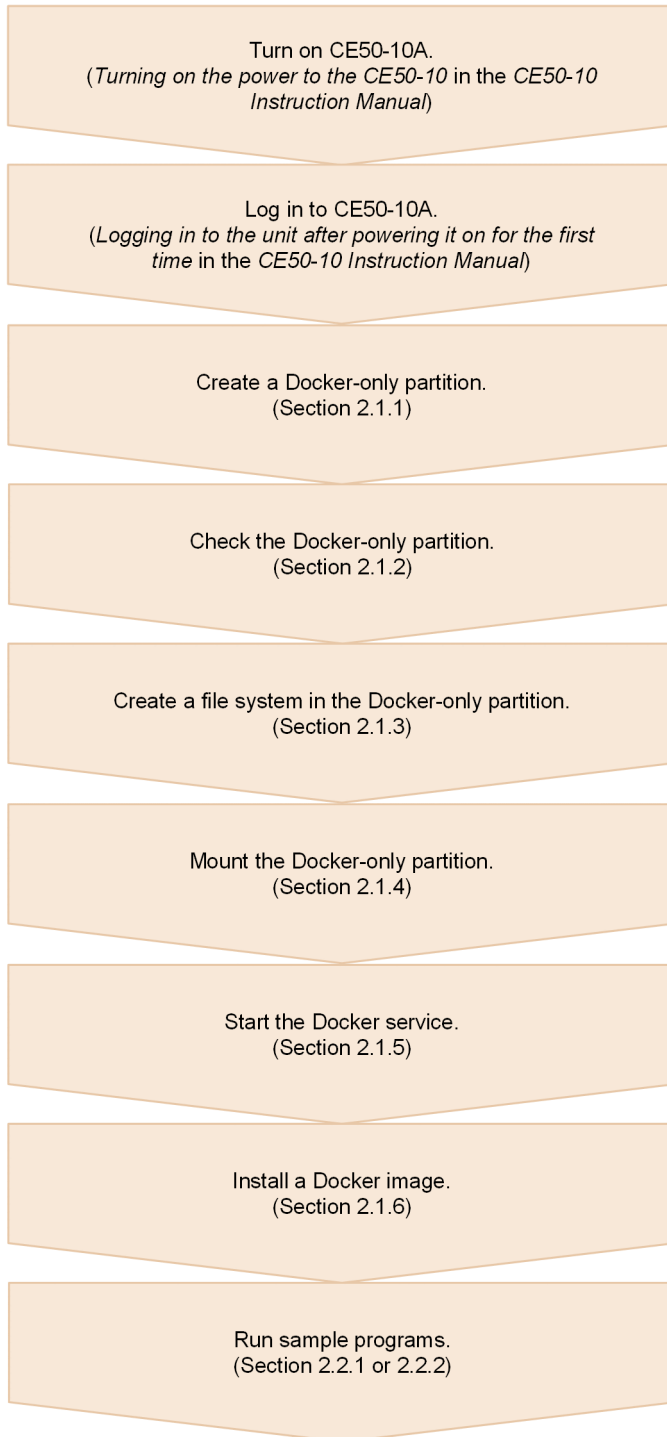 Turn on CE50-10A.
(Turning on the power to the CE50-10 in the CE50-10
Instruction Manual)
Log in to CE50-10A.
(Logging in to the unit after powering it on for the first
time in the CE50-10 Instruction Manual)
Create a Docker-only partition.
(Section 2.1.1)
Check the Docker-only partition.
(Section 2.1.2)
Create a file system in the Docker-only partition.
(Section 2.1.3)
Mount the Docker-only partition.
(Section 2.1.4)
Start the Docker service.
(Section 2.1.5)
Install a Docker image.
(Section 2.1.6)
Run sample programs.
(Section 2.2.1 or 2.2.2)